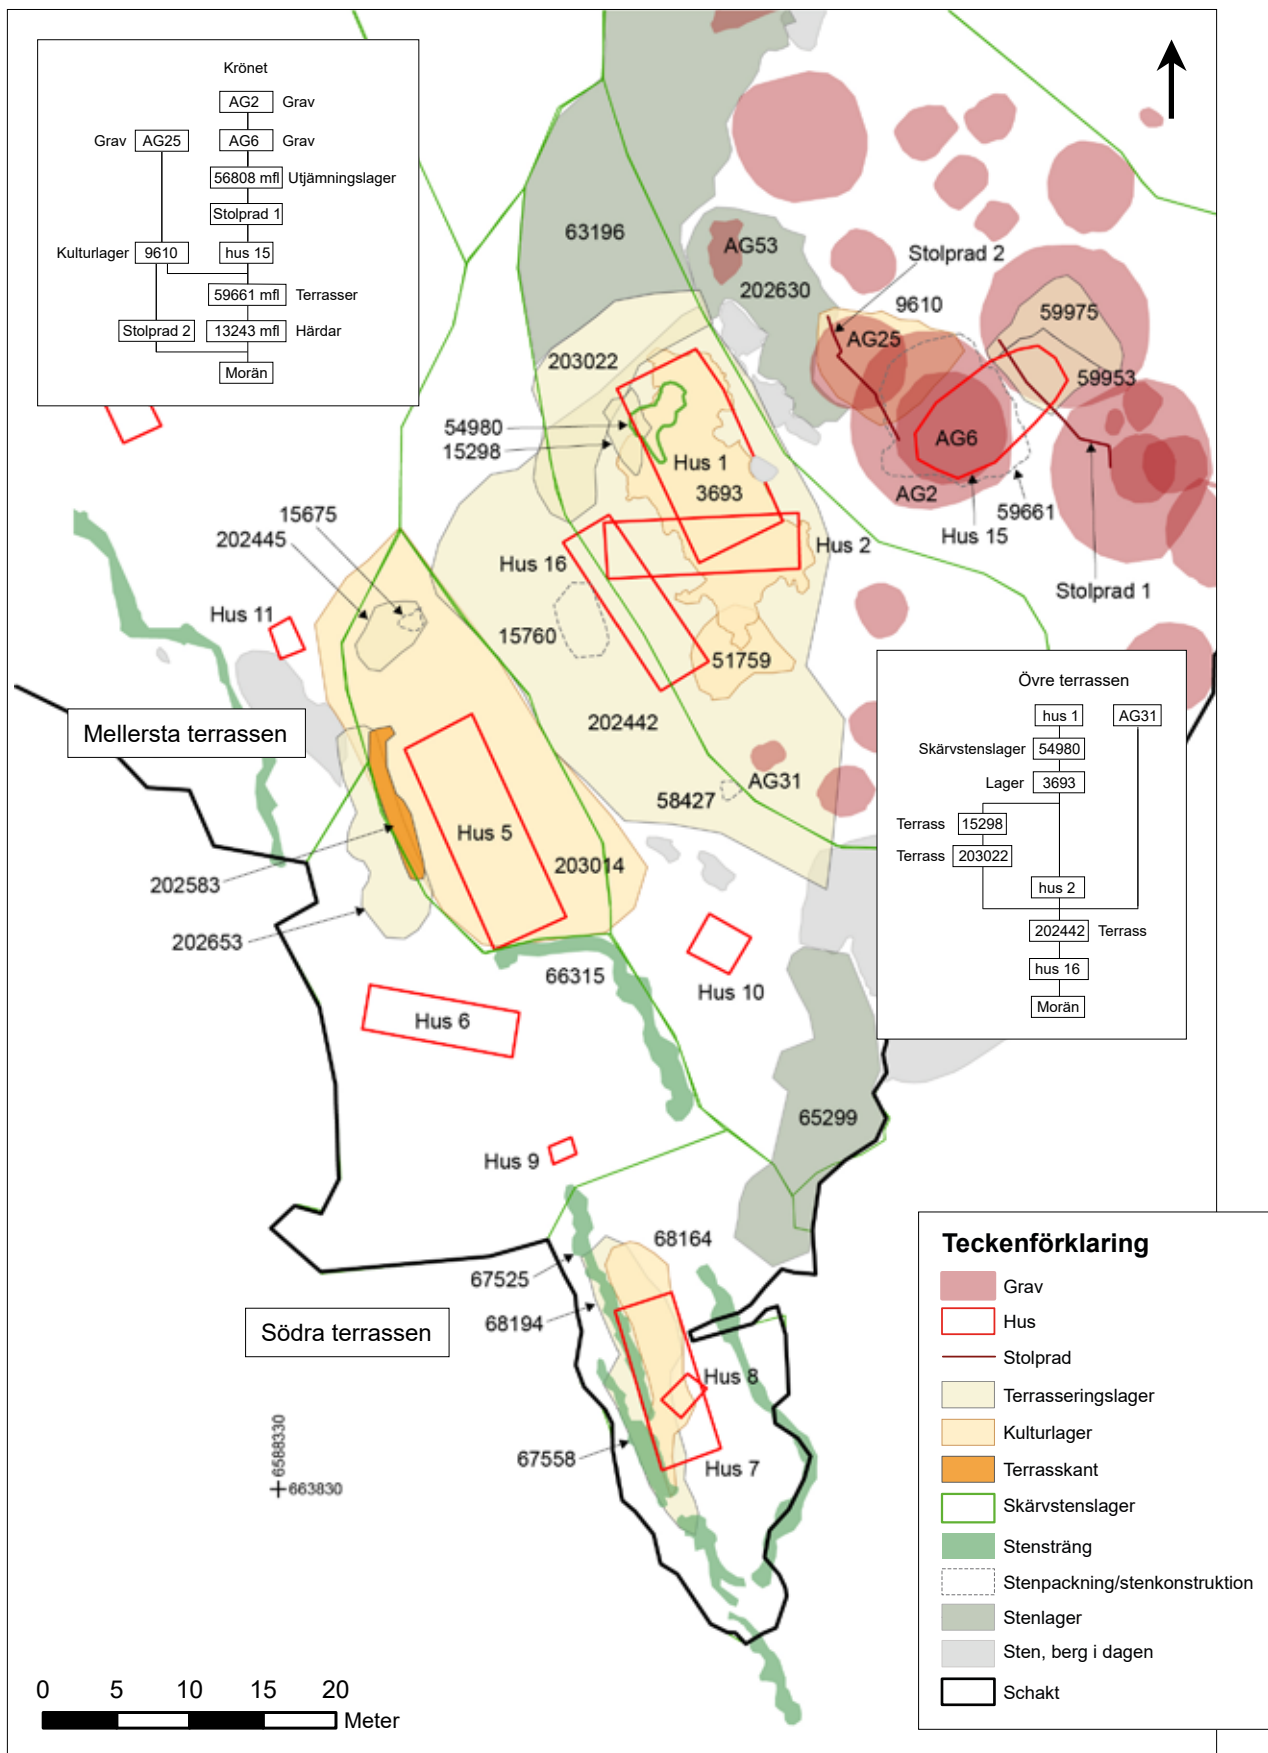 Krönet
AG2 Grav
Grav AG25
AG6 Grav
56808 mfl Utjämningslager
Stolprad 1
Kulturlager 9610
hus 15
59661 mfl Terrasser
Stolprad 2
13243 mfl Härdar
Morän
63196
AG53
202630
Stolprad 2
9610
59975
AG25
59953
203022
54980
15298
Hus 1
3693
AG6
AG2
59661
Hus 15
Stolprad 1
15675
202445
Hus 16
Hus 2
Hus 11
15760
51759
202442
Mellersta terrassen
AG31
58427
Hus 5
203014
202583
202653
66315
Hus 10
Hus 6
65299
Hus 9
Övre terrassen
hus 1
AG31
Skärvstenslager 54980
Lager 3693
Terrass 15298
Terrass 203022
hus 2
202442 Terrass
hus 16
Morän
68164
67525
68194
Södra terrassen
Hus 8
67558
Hus 7
6588330
663830
Teckenförklaring
Grav
Hus
Stolprad
Terrasseringslager
Kulturlager
Terrasskant
Skärvstenslager
Stensträng
Stenpackning/stenkonstruktion
Stenlager
Sten, berg i dagen
Schakt
0 5 10 15 20
Meter